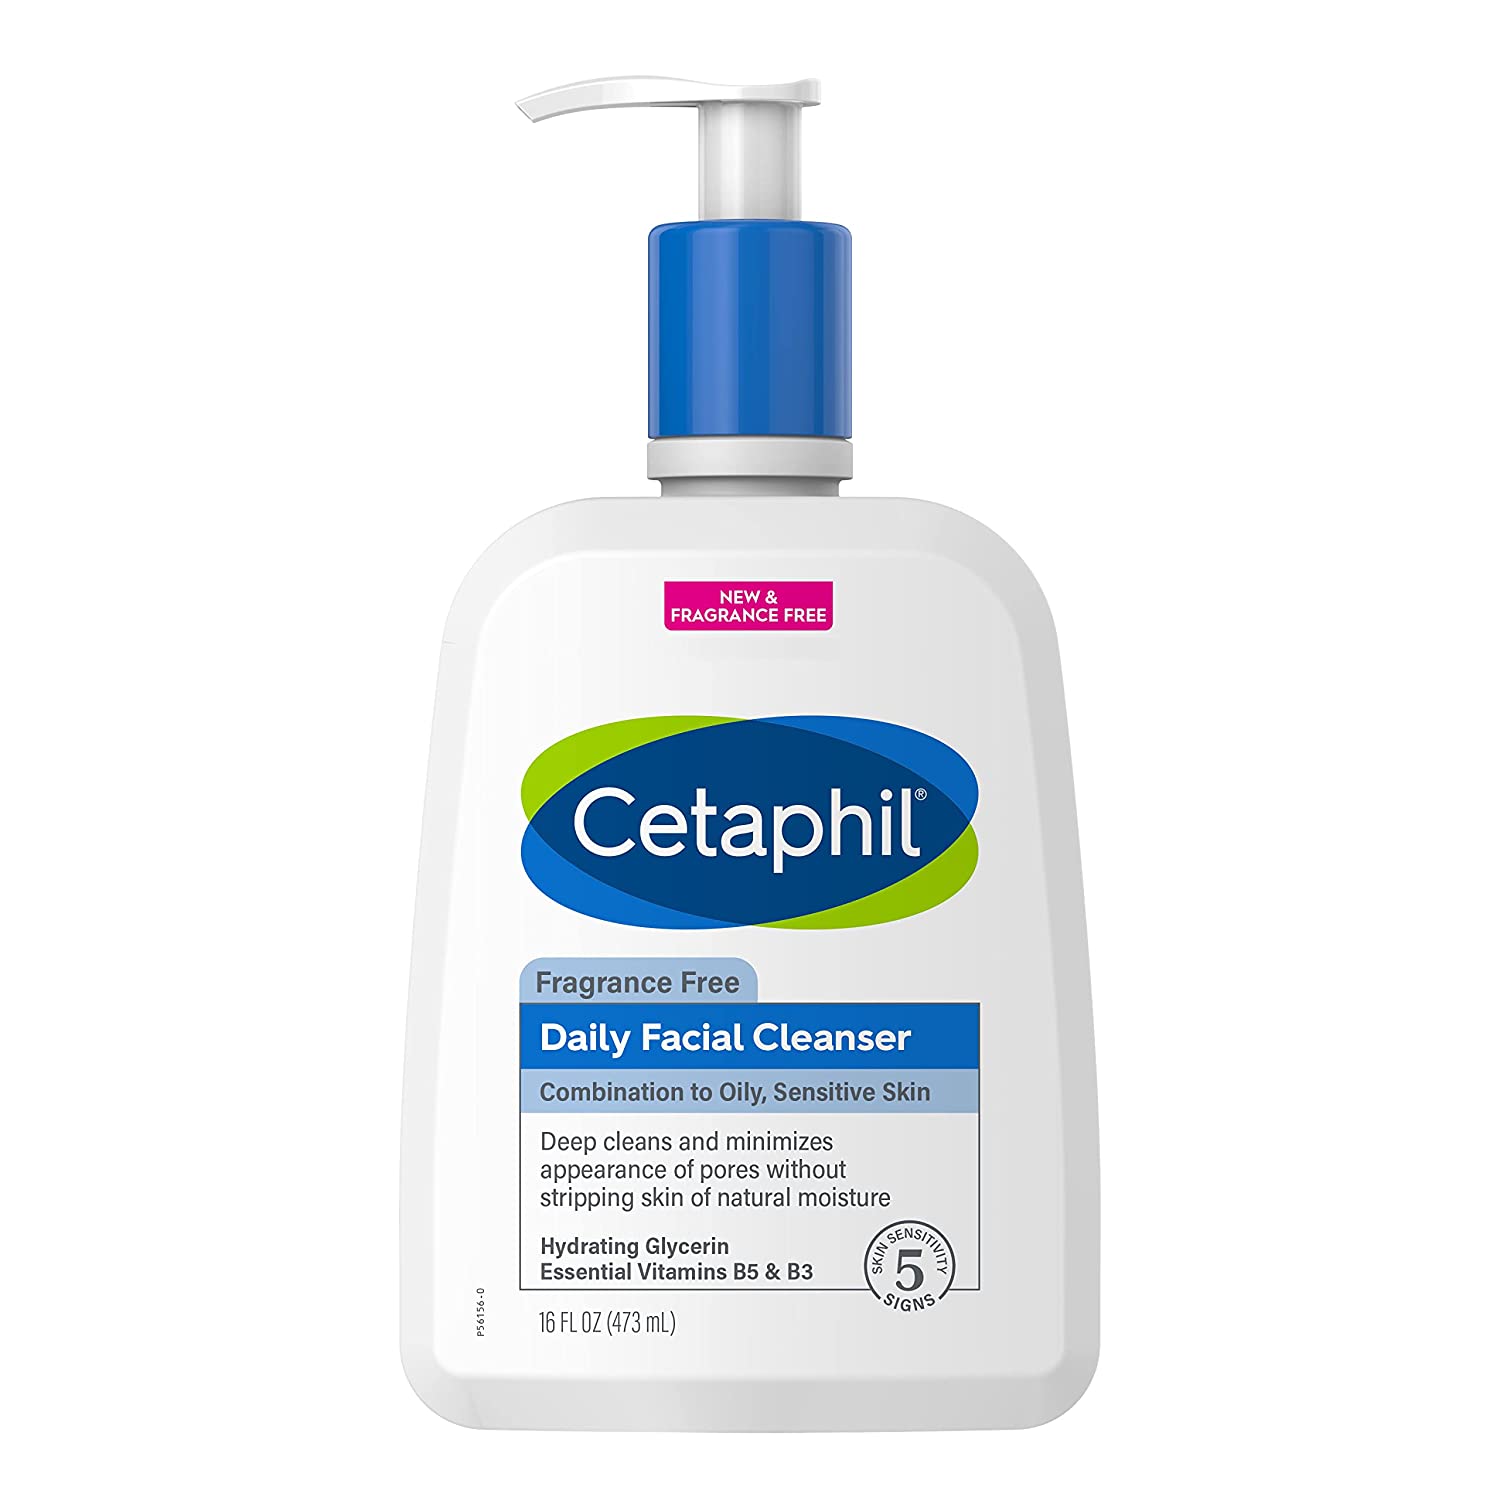 NEW &
FRAGRANCE FREE
Cetaphil®
Fragrance Free
Daily Facial Cleanser
Combination to Oily, Sensitive Skin
Deep cleans and minimizes
appearance of pores without
stripping skin of natural moisture
Hydrating Glycerin
Essential Vitamins B5 & B3
SKIN SENSITIVITY
5
SIGNS
16 FL OZ (473 mL)
P56156-0